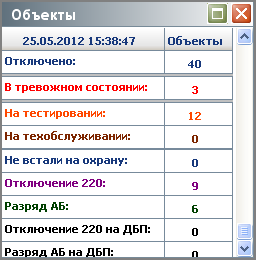 Объекты
25.05.2012 15:38:47 Объекты
Отключено: 40
В тревожном состоянии: 3
На тестировании: 12
На техобслуживании: 0
Не встали на охрану: 0
Отключение 220: 9
Разряд АБ: 6
Отключение 220 на ДБП: 0
Разряд АБ на ДБП: 0